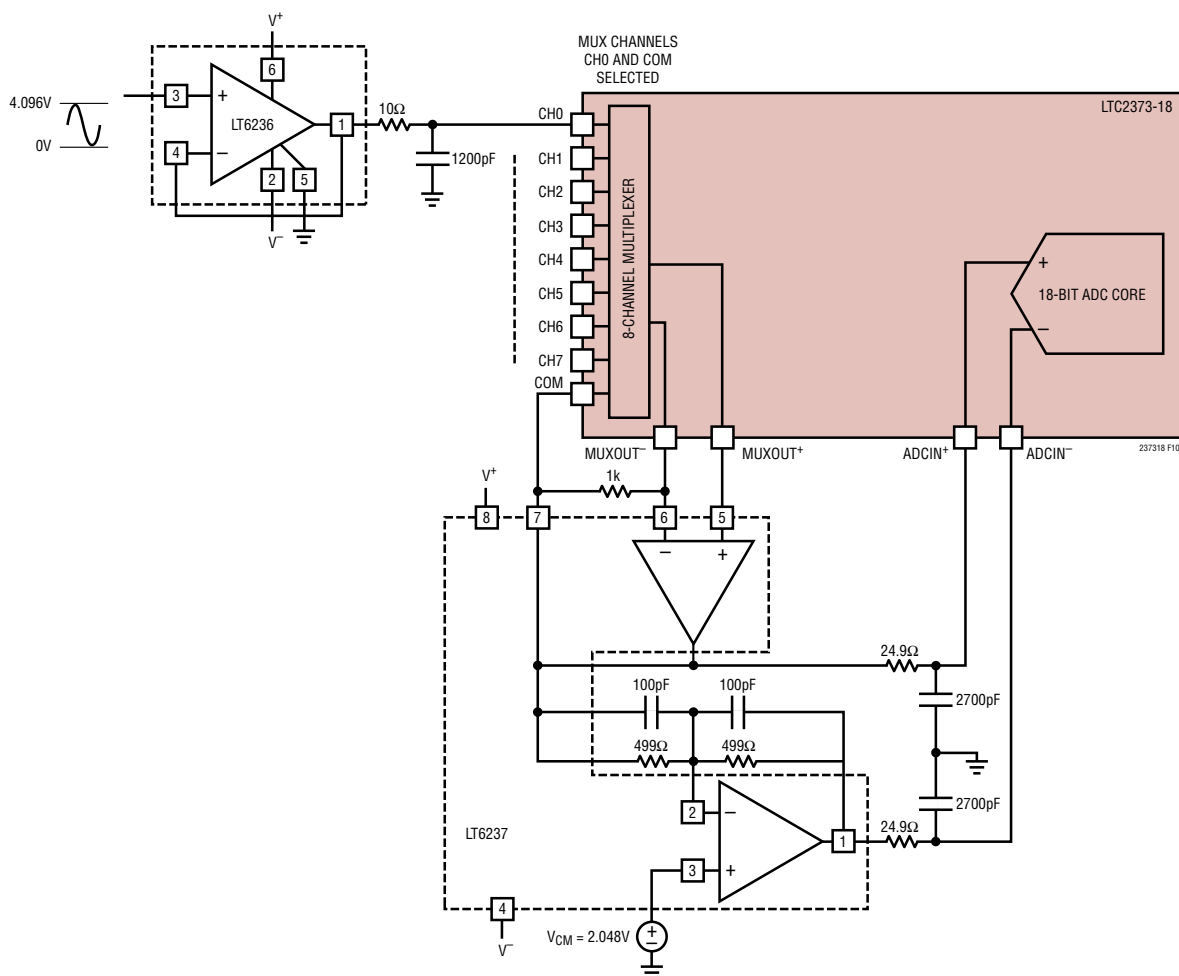 MUX CHANNELS
CH0 AND COM
SELECTED
V+
6
4.096V
0V
3
+
LT6236
1
4
−
2
5
V−
10Ω
1200pF
LTC2373-18
CH0
CH1
CH2
CH3
CH4
CH5
CH6
CH7
COM
8-CHANNEL MULTIPLEXER
+
18-BIT ADC CORE
−
MUXOUT−
MUXOUT+
ADCIN+
ADCIN−
237318 F10
1k
V+
8
7
6
5
−
+
24.9Ω
100pF
100pF
2700pF
499Ω
499Ω
2700pF
2
−
LT6237
1
24.9Ω
3
+
4
V−
VCM = 2.048V
+
−